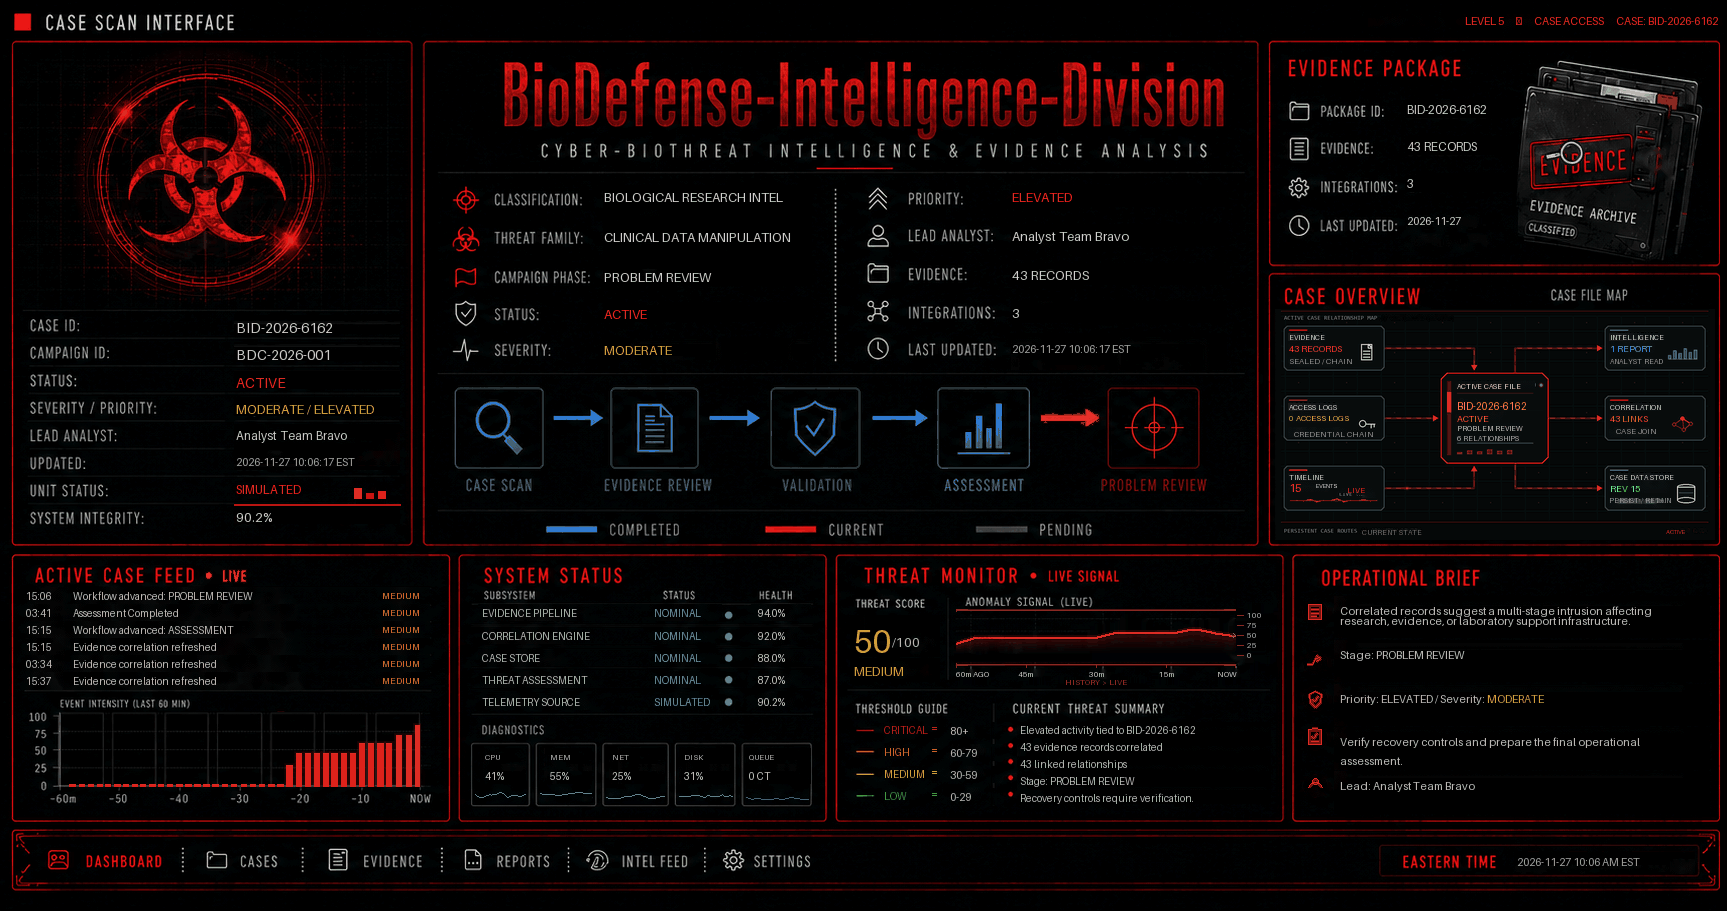 CASE SCAN INTERFACE
LEVEL 5 CASE ACCESS CASE: BID-2026-6162
CASE ID: BID-2026-6162
CAMPAIGN ID: BDC-2026-001
STATUS: ACTIVE
SEVERITY / PRIORITY: MODERATE / ELEVATED
LEAD ANALYST: Analyst Team Bravo
UPDATED: 2026-11-27 10:06:17 EST
UNIT STATUS: SIMULATED
SYSTEM INTEGRITY: 90.2%
BioDefense-Intelligence-Division
CYBER-BIOTHREAT INTELLIGENCE & EVIDENCE ANALYSIS
CLASSIFICATION: BIOLOGICAL RESEARCH INTEL
THREAT FAMILY: CLINICAL DATA MANIPULATION
CAMPAIGN PHASE: PROBLEM REVIEW
STATUS: ACTIVE
SEVERITY: MODERATE
PRIORITY: ELEVATED
LEAD ANALYST: Analyst Team Bravo
EVIDENCE: 43 RECORDS
INTEGRATIONS: 3
LAST UPDATED: 2026-11-27 10:06:17 EST
CASE SCAN
EVIDENCE REVIEW
VALIDATION
ASSESSMENT
PROBLEM REVIEW
COMPLETED
CURRENT
PENDING
EVIDENCE PACKAGE
PACKAGE ID: BID-2026-6162
EVIDENCE: 43 RECORDS
INTEGRATIONS: 3
LAST UPDATED: 2026-11-27
EVIDENCE
EVIDENCE ARCHIVE
CLASSIFIED
CASE OVERVIEW
CASE FILE MAP
ACTIVE CASE RELATIONSHIP MAP
EVIDENCE
43 RECORDS
SEALED / CHAIN
ACCESS LOGS
0 ACCESS LOGS
CREDENTIAL CHAIN
TIMELINE
15 EVENTS
LIVE
ACTIVE CASE FILE
BID-2026-6162
ACTIVE
PROBLEM REVIEW
6 RELATIONSHIPS
INTELLIGENCE
1 REPORT
ANALYST READ
CORRELATION
43 LINKS
CASE JOIN
CASE DATASTORE
REV 15
PERSISTENT CASE ROUTES CURRENT STATE
ACTIVE
ACTIVE CASE FEED • LIVE
15:06 Workflow advanced: PROBLEM REVIEW MEDIUM
03:41 Assessment Completed MEDIUM
15:15 Workflow advanced: ASSESSMENT MEDIUM
15:15 Evidence correlation refreshed MEDIUM
03:34 Evidence correlation refreshed MEDIUM
15:37 Evidence correlation refreshed MEDIUM
EVENT INTENSITY (LAST 60 MIN)
100
75
50
25
0
-60m -50 -40 -30 -20 -10 NOW
SYSTEM STATUS
SUBSYSTEM STATUS HEALTH
EVIDENCE PIPELINE NOMINAL 94.0%
CORRELATION ENGINE NOMINAL 92.0%
CASE STORE NOMINAL 88.0%
THREAT ASSESSMENT NOMINAL 87.0%
TELEMETRY SOURCE SIMULATED 90.2%
DIAGNOSTICS
CPU MEM NET DISK QUEUE
41% 55% 25% 31% 0 CT
THREAT MONITOR • LIVE SIGNAL
THREAT SCORE
50/100
MEDIUM
ANOMALY SIGNAL (LIVE)
100
75
50
25
0
60m AGO 45m 30m 15m NOW
HISTORY > LIVE
THRESHOLD GUIDE
CRITICAL = 80+
HIGH = 60-79
MEDIUM = 30-59
LOW = 0-29
CURRENT THREAT SUMMARY
Elevated activity tied to BID-2026-6162
43 evidence records correlated
43 linked relationships
Stage: PROBLEM REVIEW
Recovery controls require verification.
OPERATIONAL BRIEF
Correlated records suggest a multi-stage intrusion affecting
research, evidence, or laboratory support infrastructure.
Stage: PROBLEM REVIEW
Priority: ELEVATED / Severity: MODERATE
Verify recovery controls and prepare the final operational
assessment.
Lead: Analyst Team Bravo
DASHBOARD
CASES
EVIDENCE
REPORTS
INTEL FEED
SETTINGS
EASTERN TIME 2026-11-27 10:06 AM EST